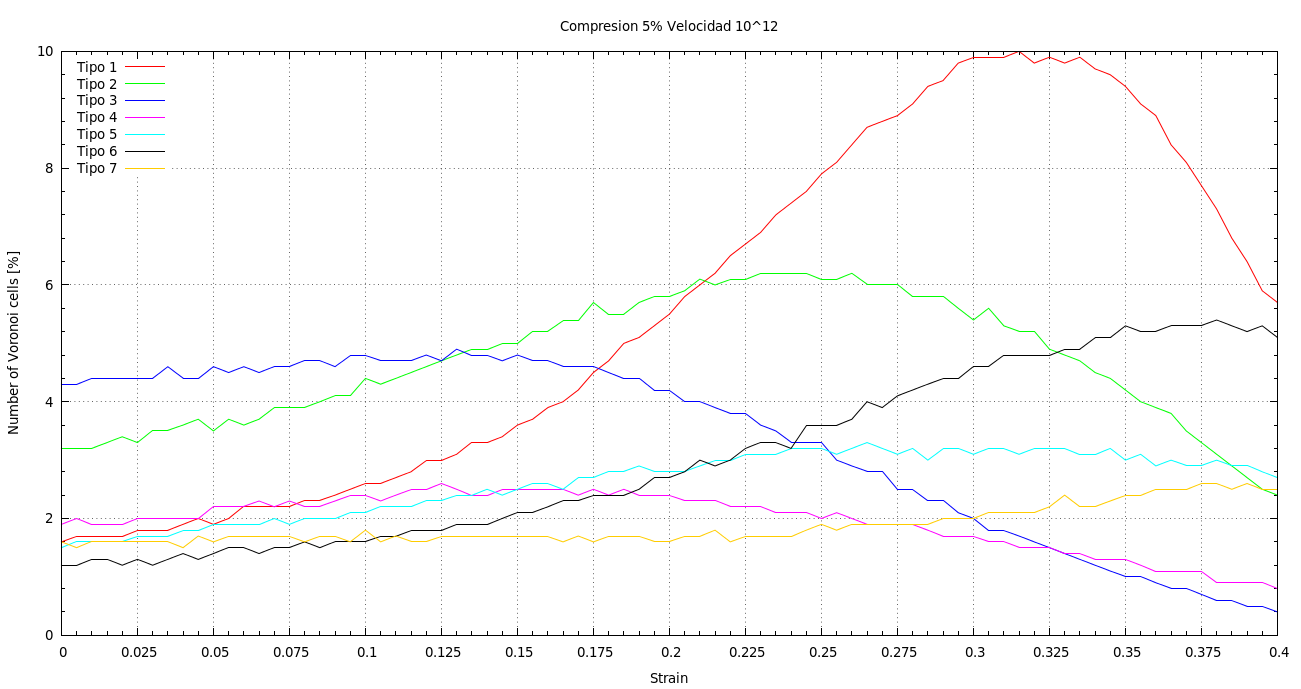 Compresion 5% Velocidad 10^12
Number of Voronoi cells [%]
10
8
6
4
2
0
Tipo 1
Tipo 2
Tipo 3
Tipo 4
Tipo 5
Tipo 6
Tipo 7
0 0.025 0.05 0.075 0.1 0.125 0.15 0.175 0.2 0.225 0.25 0.275 0.3 0.325 0.35 0.375 0.4
Strain